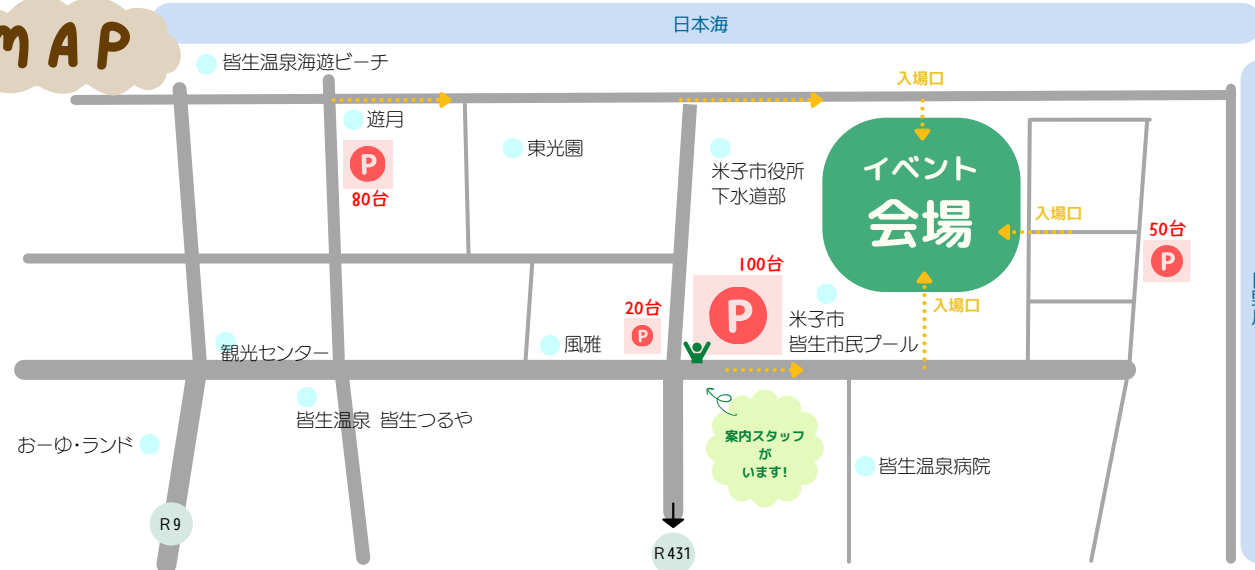 MAP
日本海
皆生温泉海遊ビーチ
入場口
遊月
P
80台
東光園
米子市役所
下水道部
イベント
会場
入場口
50台
P
100台
P
20台
P
入場口
米子市
皆生市民プール
風雅
観光センター
皆生温泉 皆生つるや
おーゆ・ランド
案内スタッフ
が
います!
皆生温泉病院
R9
R431